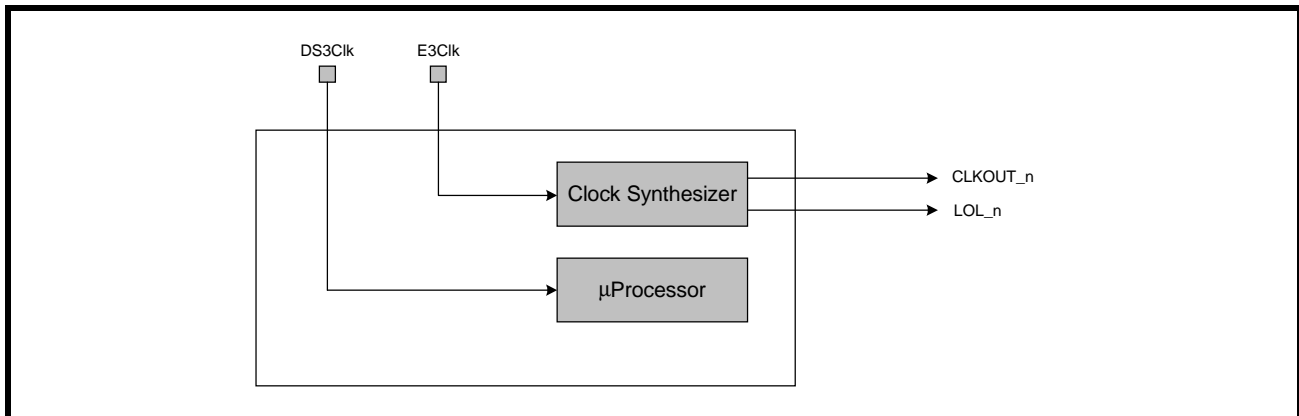 DS3Clk
E3Clk
Clock Synthesizer
CLKOUT_n
LOL_n
µProcessor